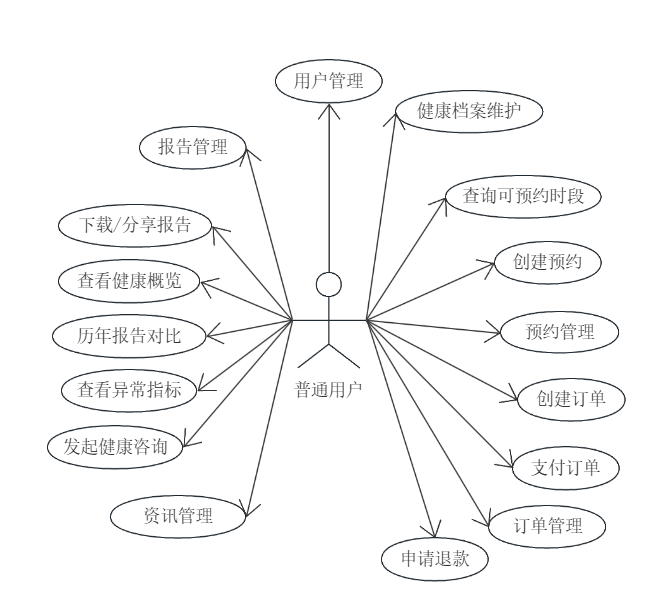 用户管理
健康档案维护
报告管理
查询可预约时段
下载/分享报告
创建预约
查看健康概览
预约管理
历年报告对比
查看异常指标
普通用户
创建订单
发起健康咨询
支付订单
资讯管理
订单管理
申请退款